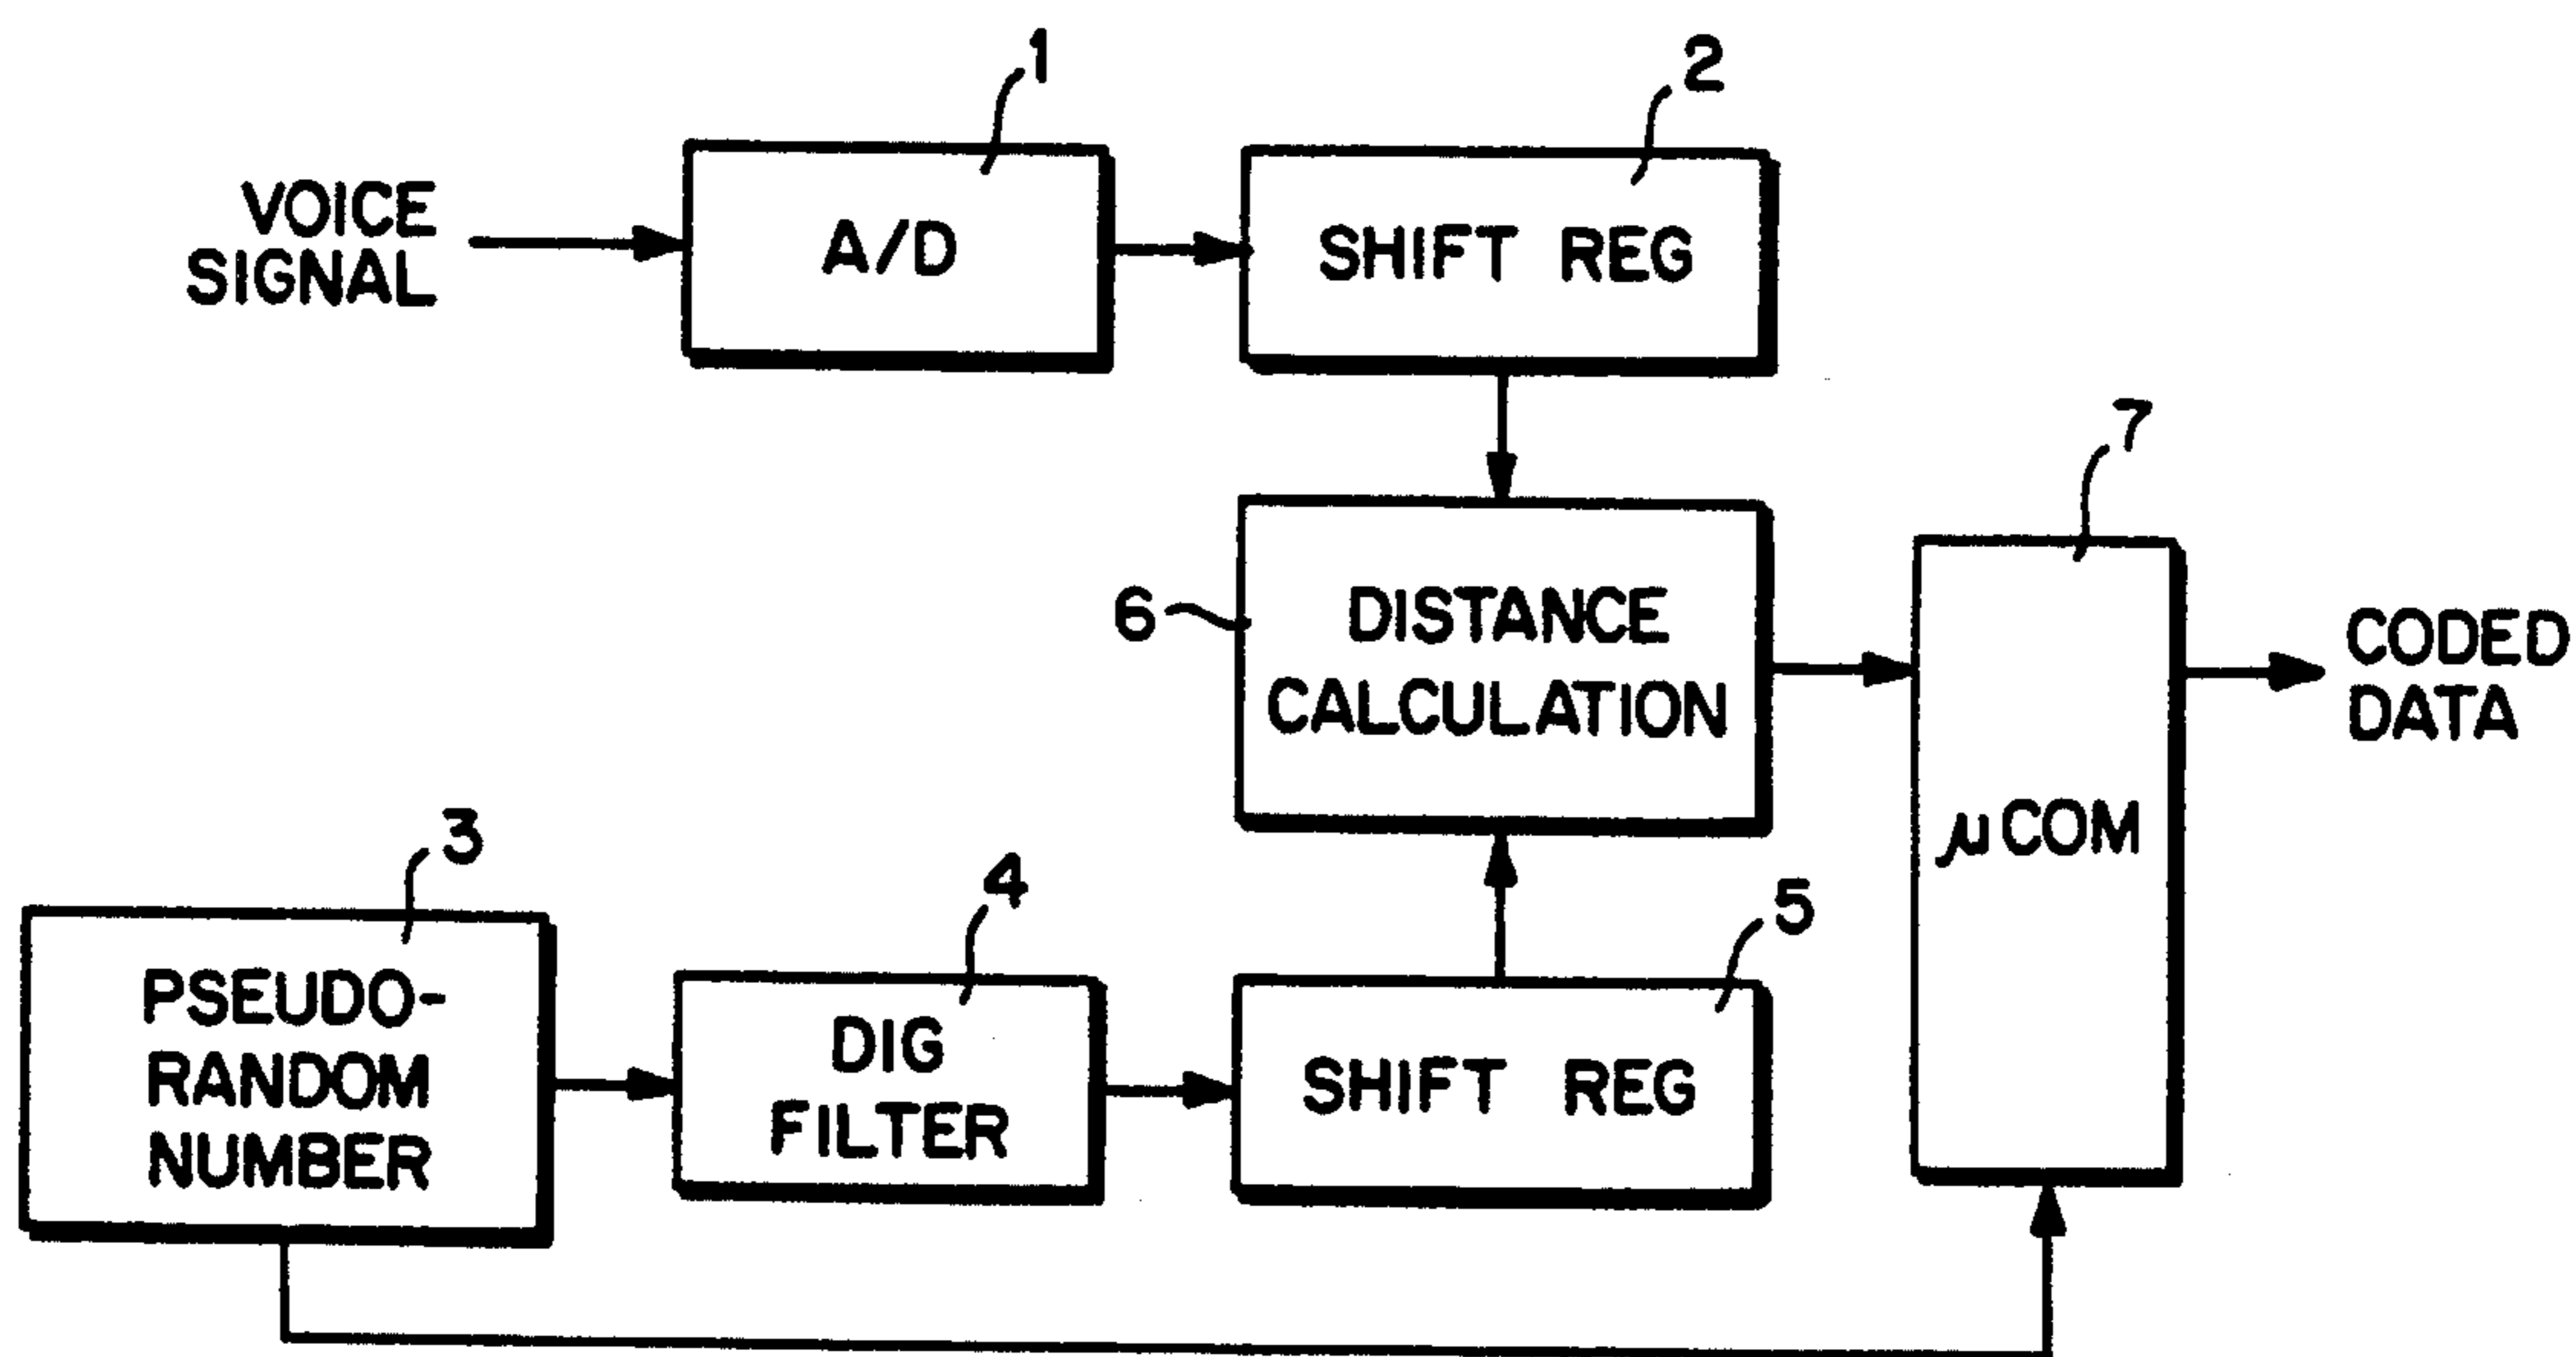 1
2
VOICE
SIGNAL
A/D
SHIFT REG
7
6
DISTANCE
CALCULATION
CODED
DATA
μCOM
3
4
5
PSEUDO-
RANDOM
NUMBER
DIG
FILTER
SHIFT REG